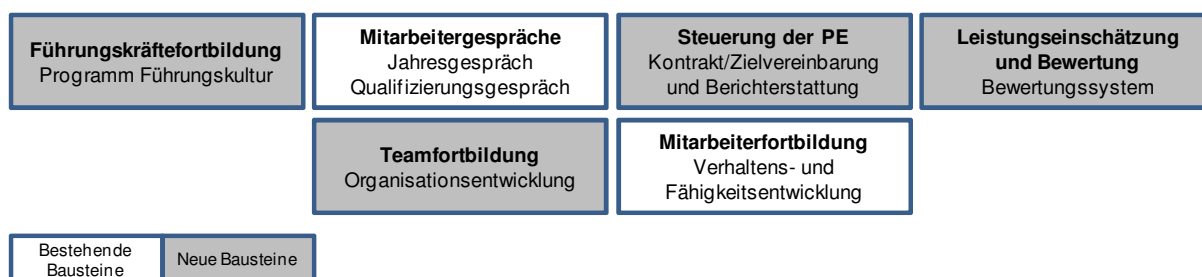 Führungskräftefortbildung
Programm Führungskultur
Mitarbeitergespräche
Jahresgespräch
Qualifizierungsgespräch
Steuerung der PE
Kontrakt/Zielvereinbarung
und Berichterstattung
Leistungseinschätzung
und Bewertung
Bewertungssystem
Teamfortbildung
Organisationsentwicklung
Mitarbeiterfortbildung
Verhaltens- und
Fähigkeitsentwicklung
Bestehende
Bausteine
Neue Bausteine